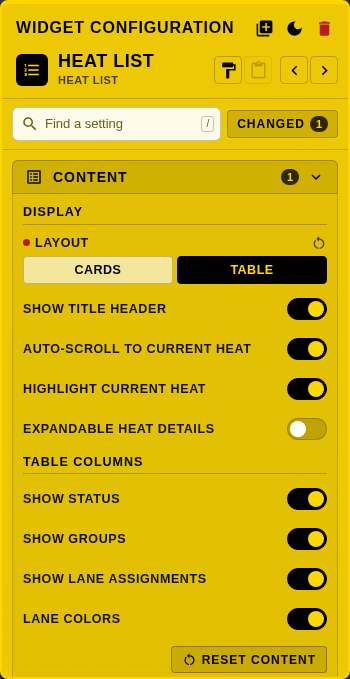 WIDGET CONFIGURATION
HEAT LIST
HEAT LIST
Find a setting /
CHANGED 1
CONTENT 1
DISPLAY
LAYOUT
CARDS TABLE
SHOW TITLE HEADER
AUTO-SCROLL TO CURRENT HEAT
HIGHLIGHT CURRENT HEAT
EXPANDABLE HEAT DETAILS
TABLE COLUMNS
SHOW STATUS
SHOW GROUPS
SHOW LANE ASSIGNMENTS
LANE COLORS
RESET CONTENT